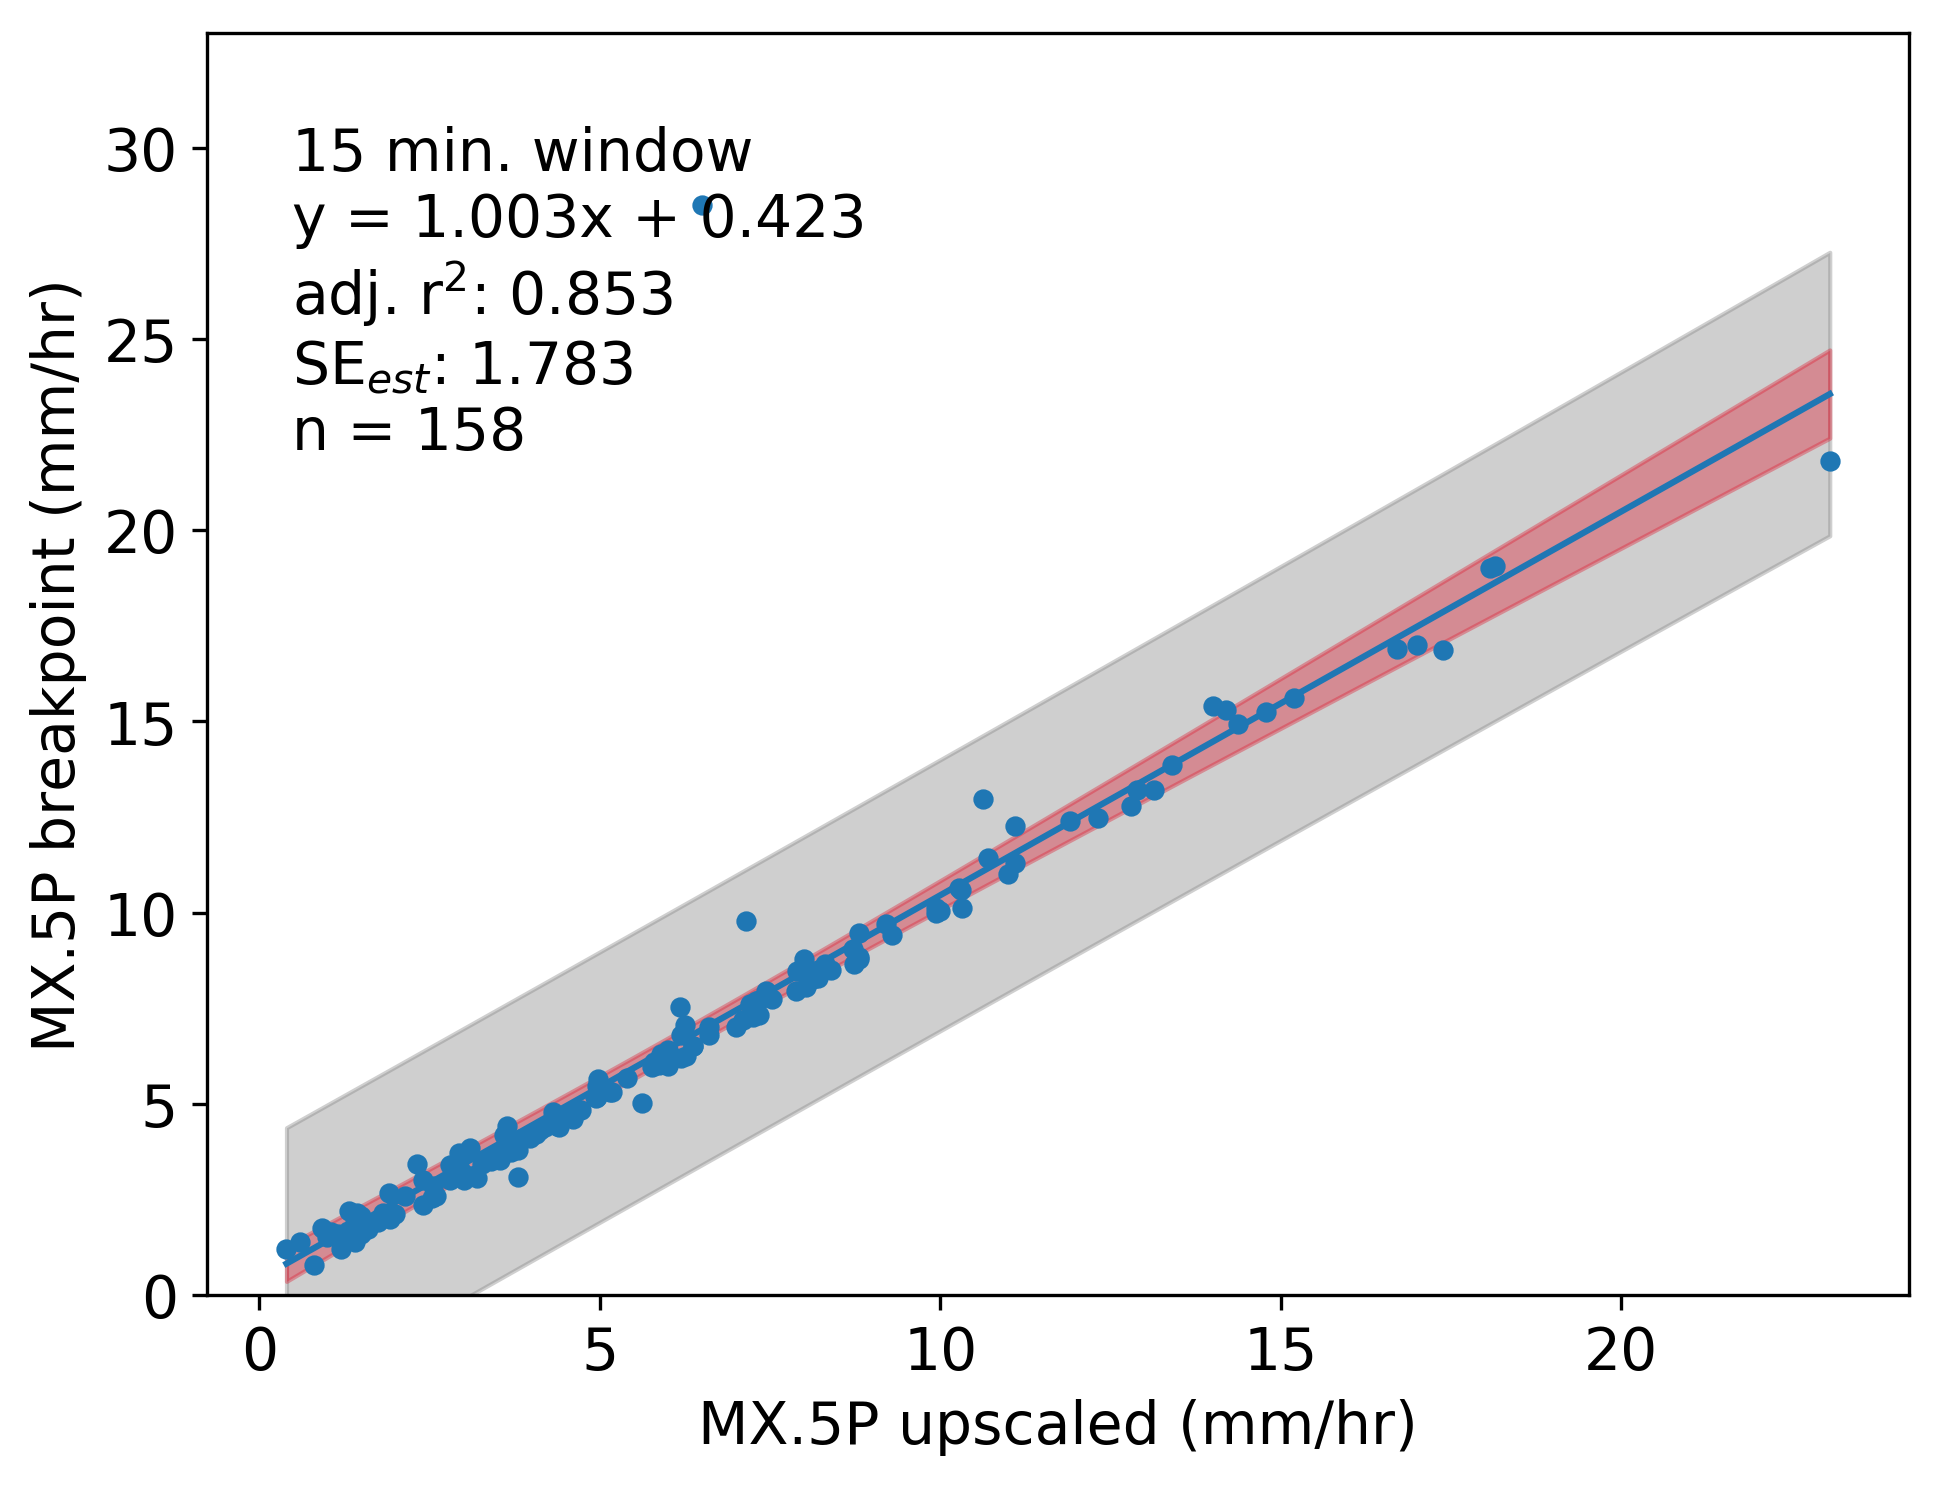 15 min. window
y = 1.003x + 0.423
adj. r²: 0.853
SEest: 1.783
n = 158
30
25
20
15
10
5
0
MX.5P breakpoint (mm/hr)
0 5 10 15 20
MX.5P upscaled (mm/hr)